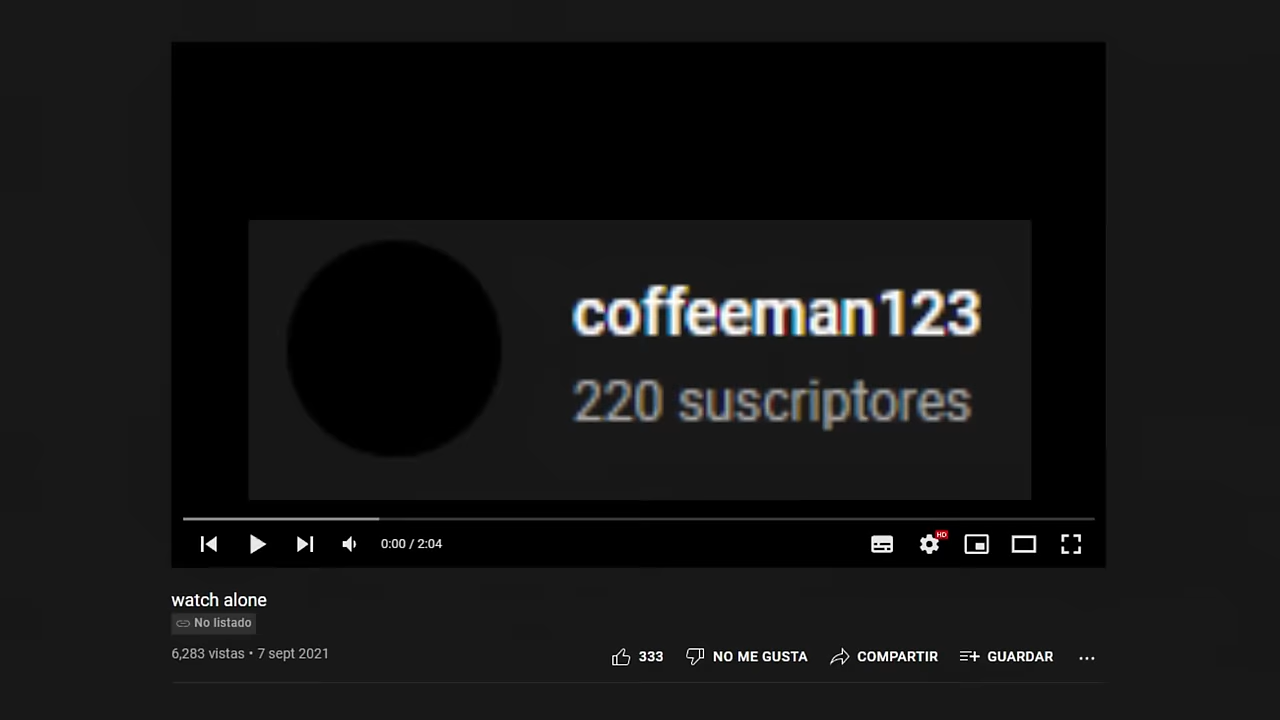 coffeeman123
220 suscriptores
0:00 / 2:04
HD
watch alone
No listado
6,283 vistas • 7 sept 2021
333 NO ME GUSTA COMPARTIR GUARDAR